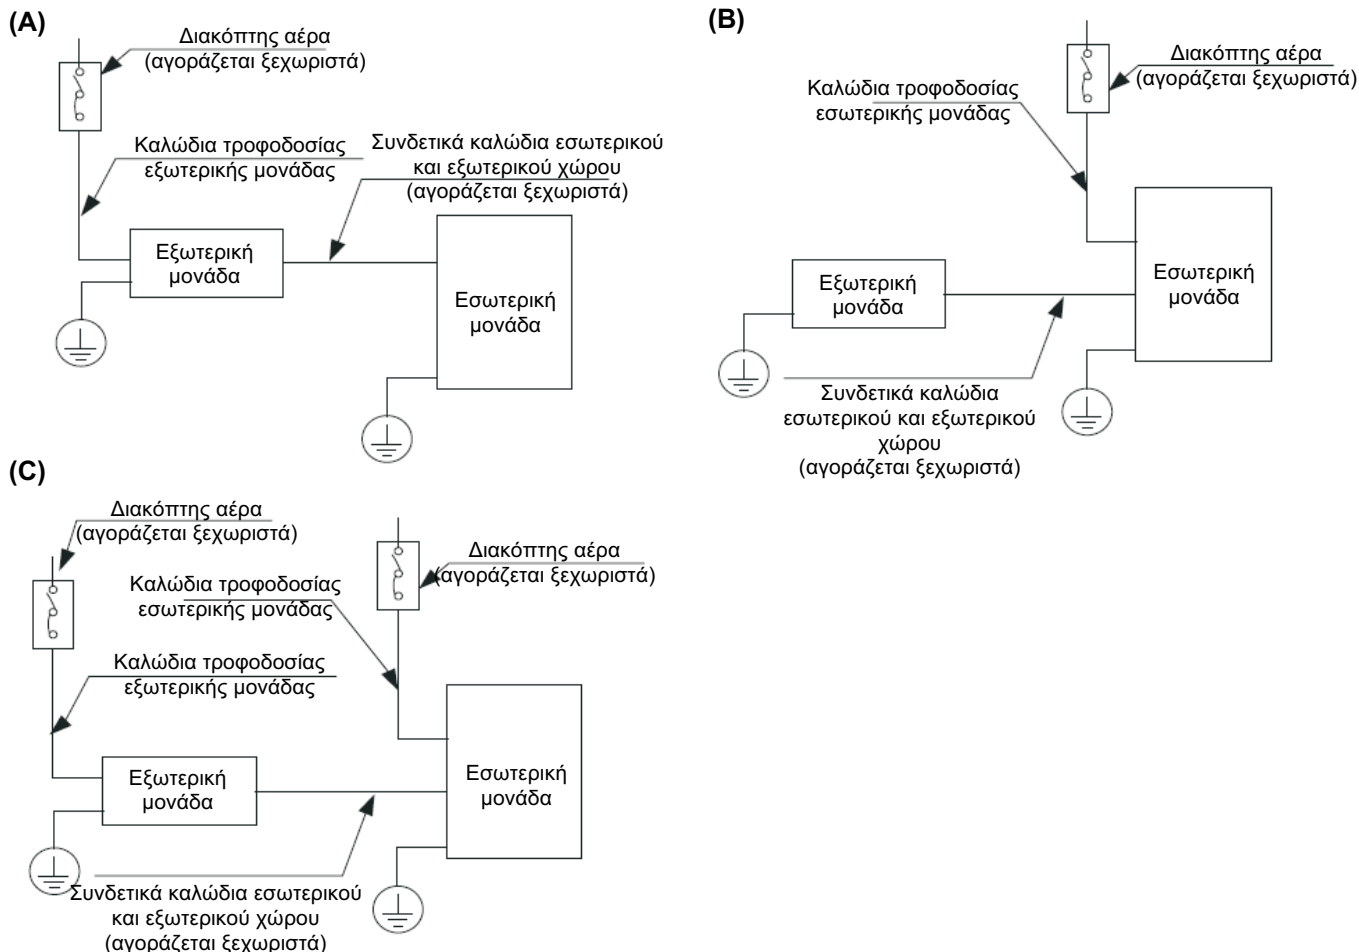 (A)
Διακόπτης αέρα
(αγοράζεται ξεχωριστά)
Καλώδια τροφοδοσίας
εξωτερικής μονάδας
Συνδετικά καλώδια εσωτερικού
και εξωτερικού χώρου
(αγοράζεται ξεχωριστά)
Εξωτερική
μονάδα
Εσωτερική
μονάδα
(B)
Διακόπτης αέρα
(αγοράζεται ξεχωριστά)
Καλώδια τροφοδοσίας
εσωτερικής μονάδας
Εξωτερική
μονάδα
Εσωτερική
μονάδα
Συνδετικά καλώδια
εσωτερικού και εξωτερικού
χώρου
(αγοράζεται ξεχωριστά)
(C)
Διακόπτης αέρα
(αγοράζεται ξεχωριστά)
Διακόπτης αέρα
(αγοράζεται ξεχωριστά)
Καλώδια τροφοδοσίας
εσωτερικής μονάδας
Καλώδια τροφοδοσίας
εξωτερικής μονάδας
Εξωτερική
μονάδα
Εσωτερική
μονάδα
Συνδετικά καλώδια εσωτερικού
και εξωτερικού χώρου
(αγοράζεται ξεχωριστά)